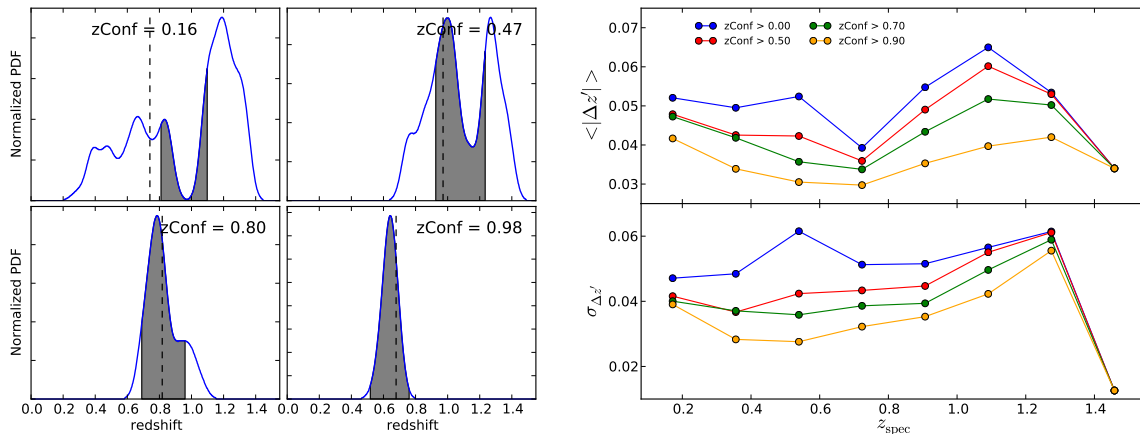 zConf = 0.16
zConf = 0.47
Normalized PDF
zConf = 0.80
zConf = 0.98
Normalized PDF
0.0 0.2 0.4 0.6 0.8 1.0 1.2 1.4
0.0 0.2 0.4 0.6 0.8 1.0 1.2 1.4
redshift
redshift
0.07
0.06
0.05
0.04
0.03
< |Δz′| >
zConf > 0.00
zConf > 0.50
zConf > 0.70
zConf > 0.90
0.06
0.04
0.02
σΔz′
0.2 0.4 0.6 0.8 1.0 1.2 1.4
zspec